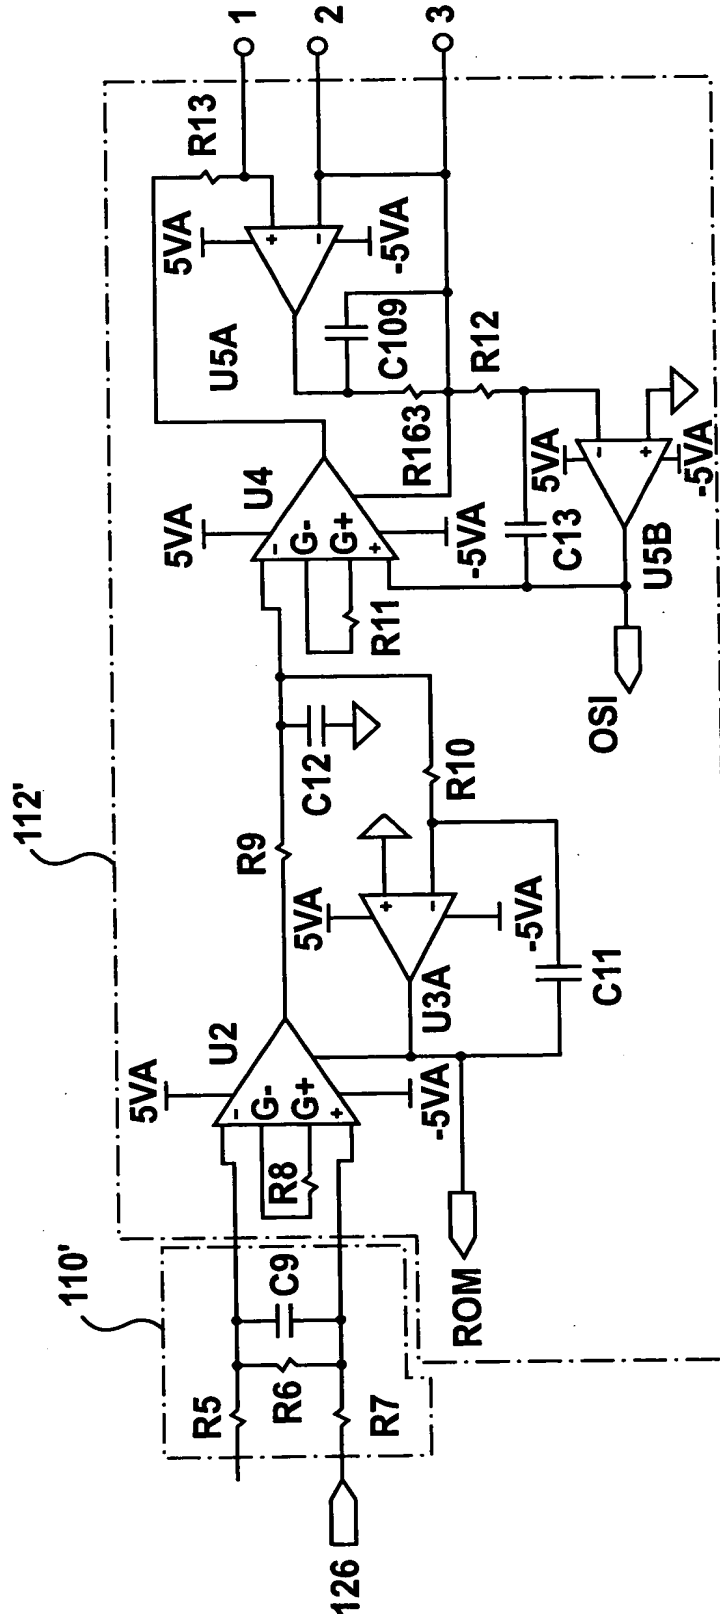 112'
110'
126
R5
R6
R7
C9
5VA
U2
-
G-
G+
+
R8
-5VA
ROM
R9
C12
5VA
+
-
U3A
-5VA
R10
C11
5VA
U4
-
G-
G+
+
R11
-5VA
R13
5VA
+
-
U5A
-5VA
C109
R163
R12
C13
5VA
-
+
U5B
-5VA
OSI
1
2
3